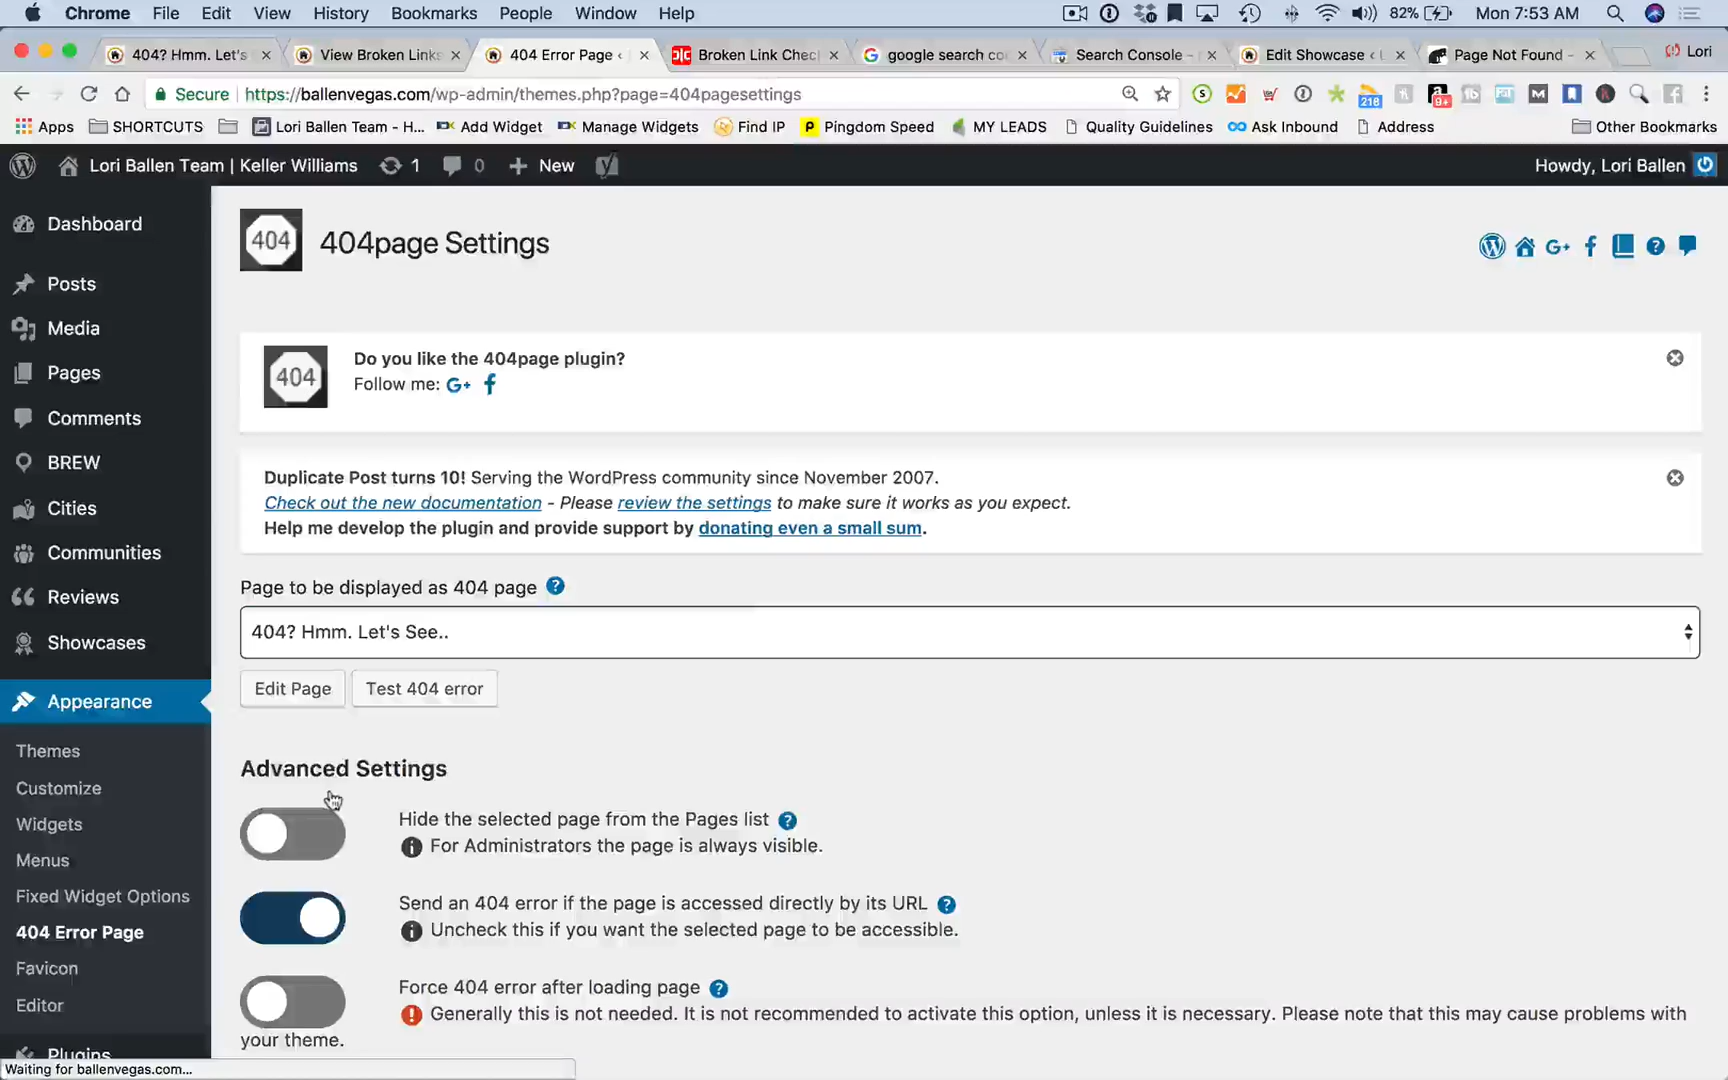 Chrome File Edit View History Bookmarks People Window Help 82% Mon 7:53 AM
404? Hmm. Let's × View Broken Links × 404 Error Page ‹ × Broken Link Chec × google search co × Search Console – × Edit Showcase ‹ × Page Not Found – × Lori
Secure https://ballenvegas.com/wp-admin/themes.php?page=404pagesettings 218 9+
Apps SHORTCUTS Lori Ballen Team - H... Add Widget Manage Widgets Find IP Pingdom Speed MY LEADS Quality Guidelines Ask Inbound Address Other Bookmarks
Lori Ballen Team | Keller Williams 1 0 + New Howdy, Lori Ballen
Dashboard
Posts
Media
Pages
Comments
BREW
Cities
Communities
Reviews
Showcases
Appearance
Themes
Customize
Widgets
Menus
Fixed Widget Options
404 Error Page
Favicon
Editor
Plugins
404 404page Settings
404
Do you like the 404page plugin?
Follow me: G+ f
Duplicate Post turns 10! Serving the WordPress community since November 2007.
Check out the new documentation - Please review the settings to make sure it works as you expect.
Help me develop the plugin and provide support by donating even a small sum.
Page to be displayed as 404 page ?
404? Hmm. Let's See..
Edit Page Test 404 error
Advanced Settings
Hide the selected page from the Pages list ?
For Administrators the page is always visible.
Send an 404 error if the page is accessed directly by its URL ?
Uncheck this if you want the selected page to be accessible.
Force 404 error after loading page ?
Generally this is not needed. It is not recommended to activate this option, unless it is necessary. Please note that this may cause problems with
your theme.
Waiting for ballenvegas.com...